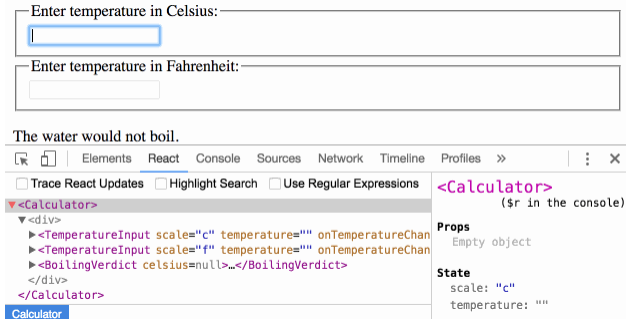 Enter temperature in Celsius:
Enter temperature in Fahrenheit:
The water would not boil.
Elements React Console Sources Network Timeline Profiles »
Trace React Updates Highlight Search Use Regular Expressions
<Calculator>
<div>
<TemperatureInput scale="c" temperature="" onTemperatureChan
<TemperatureInput scale="f" temperature="" onTemperatureChan
<BoilingVerdict celsius=null>…</BoilingVerdict>
</div>
</Calculator>
Calculator
<Calculator>
($r in the console)
Props
Empty object
State
scale: "c"
temperature: ""